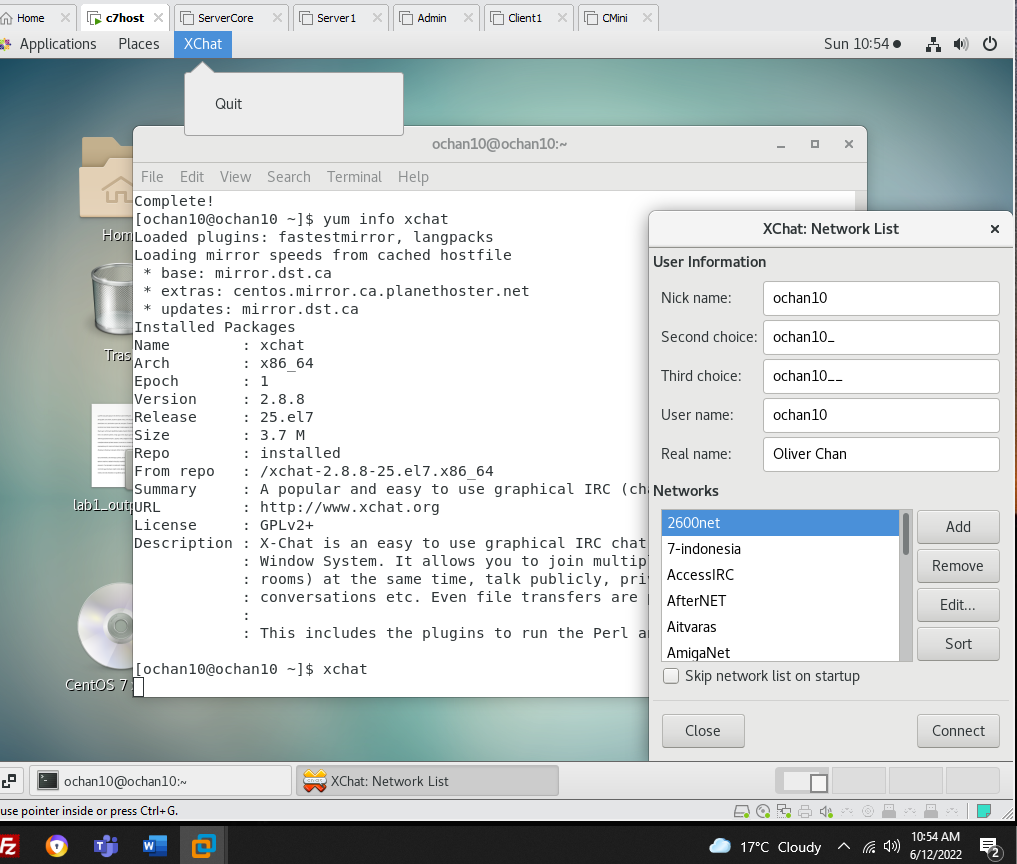 Home
c7host
ServerCore
Server1
Admin
Client1
CMini
Applications Places XChat Sun 10:54
Quit
ochan10@ochan10:~
File Edit View Search Terminal Help
Complete!
[ochan10@ochan10 ~]$ yum info xchat
Loaded plugins: fastestmirror, langpacks
Loading mirror speeds from cached hostfile
* base: mirror.dst.ca
* extras: centos.mirror.ca.planethoster.net
* updates: mirror.dst.ca
Installed Packages
Name : xchat
Arch : x86_64
Epoch : 1
Version : 2.8.8
Release : 25.el7
Size : 3.7 M
Repo : installed
From repo : /xchat-2.8.8-25.el7.x86_64
Summary : A popular and easy to use graphical IRC (cha
URL : http://www.xchat.org
License : GPLv2+
Description : X-Chat is an easy to use graphical IRC chat
: Window System. It allows you to join multip
: rooms) at the same time, talk publicly, priv
: conversations etc. Even file transfers are p
:
: This includes the plugins to run the Perl an
[ochan10@ochan10 ~]$ xchat
Hom
Tras
lab1_outp
CentOS 7
XChat: Network List
User Information
Nick name: ochan10
Second choice: ochan10_
Third choice: ochan10__
User name: ochan10
Real name: Oliver Chan
Networks
2600net
7-indonesia
AccessIRC
AfterNET
Aitvaras
AmigaNet
Add
Remove
Edit...
Sort
Skip network list on startup
Close
Connect
ochan10@ochan10:~
XChat: Network List
use pointer inside or press Ctrl+G.
17°C Cloudy
10:54 AM
6/12/2022
2